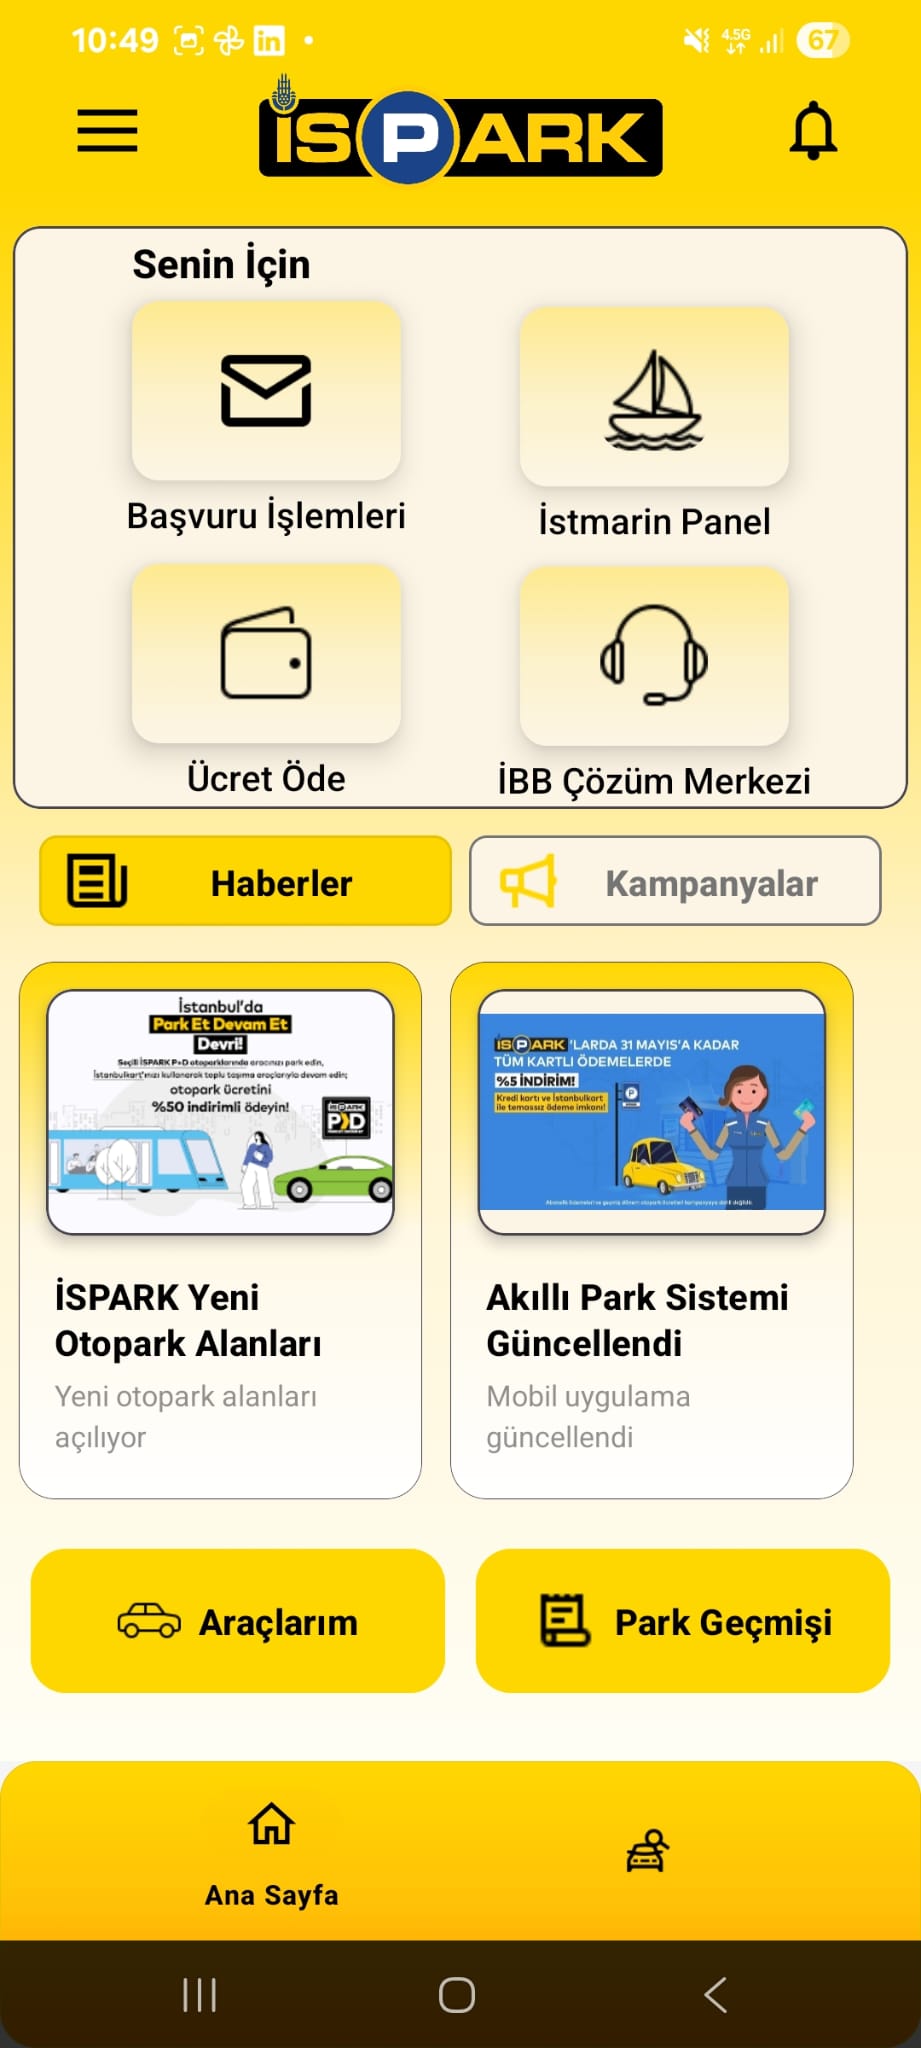 10:49
4.5G
67
in
İSPARK
Senin İçin
Başvuru İşlemleri
İstmarin Panel
Ücret Öde
İBB Çözüm Merkezi
Haberler
Kampanyalar
İstanbul'da
Park Et Devam Et
Devri!
Seçili İSPARK P+D otoparklarında aracınızı park edin,
İstanbulkart'ınızı kullanarak toplu taşıma araçlarıyla devam edin;
otopark ücretini
%50 indirimli ödeyin!
İSPARK
P D
İSPARK'LARDA 31 MAYIS'A KADAR
TÜM KARTLI ÖDEMELERDE
%5 İNDİRİM!
Kredi kartı ve İstanbulkart
ile temassız ödeme imkanı!
P
İSPARK Yeni
Otopark Alanları
Yeni otopark alanları
açılıyor
Akıllı Park Sistemi
Güncellendi
Mobil uygulama
güncellendi
Araçlarım
Park Geçmişi
Ana Sayfa